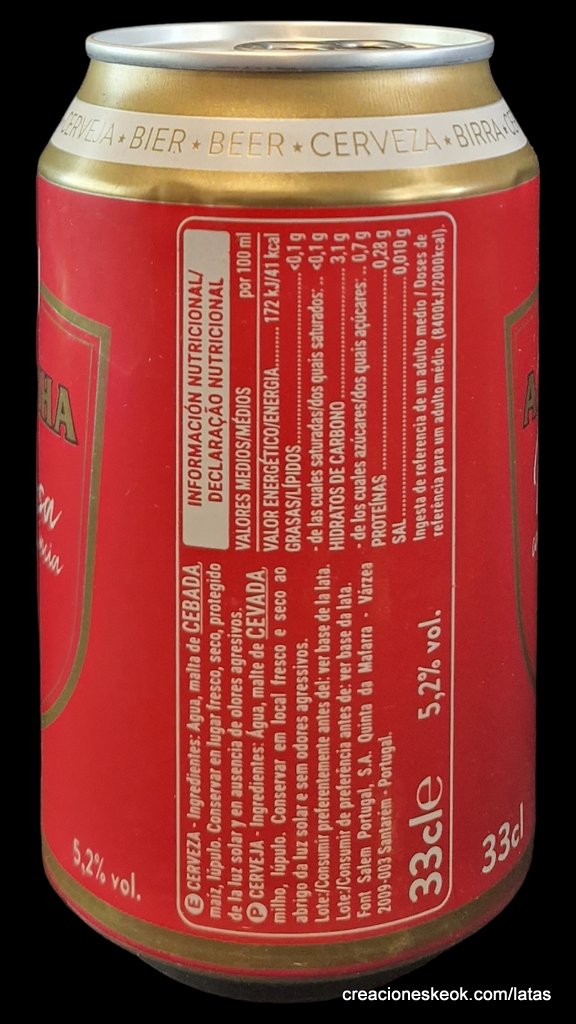 CERVEJA ★ BIER ★ BEER ★ CERVEZA ★ BIRRA ★
HA
5,2% vol.
INFORMACIÓN NUTRICIONAL/
DECLARAÇÃO NUTRICIONAL
VALORES MEDIOS/MÉDIOS por 100 ml
VALOR ENERGÉTICO/ENERGIA........ 172 kJ/41 kcal
GRASAS/LÍPIDOS ........ <0,1 g
- de las cuales saturadas/dos quais saturados: .. <0,1 g
HIDRATOS DE CARBONO ........ 3,1 g
- de los cuales azúcares/dos quais açúcares: .. 0,7 g
PROTEÍNAS ........ 0,28 g
SAL ........ 0,010 g
Ingesta de referencia de un adulto medio / Doses de
referência para um adulto médio. (8400kJ/2000kcal).
E CERVEZA - Ingredientes: Agua, malta de CEBADA,
maíz, lúpulo. Conservar en lugar fresco, seco, protegido
de la luz solar y en ausencia de olores agresivos.
P CERVEJA - Ingredientes: Água, malte de CEVADA,
milho, lúpulo. Conservar em local fresco e seco ao
abrigo da luz solar e sem odores agressivos.
Lote:/Consumir preferentemente antes del: ver base de la lata.
Lote:/Consumir de preferência antes de: ver base da lata.
Font Salem Portugal, S.A. Quinta da Mafarra - Várzea
2009-003 Santarém - Portugal.
33cl e 5,2% vol.
33cl
creacioneskeok.com/latas